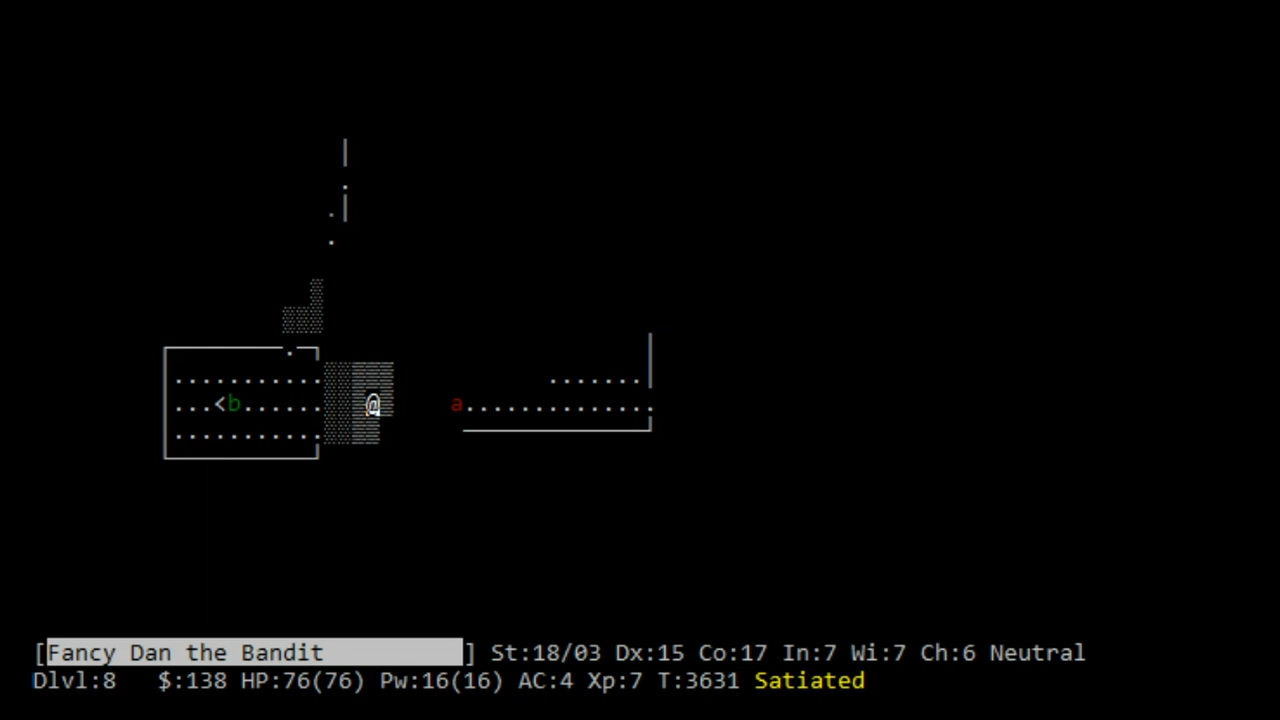 [Fancy Dan the Bandit ] St:18/03 Dx:15 Co:17 In:7 Wi:7 Ch:6 Neutral
Dlvl:8 $:138 HP:76(76) Pw:16(16) AC:4 Xp:7 T:3631 Satiated